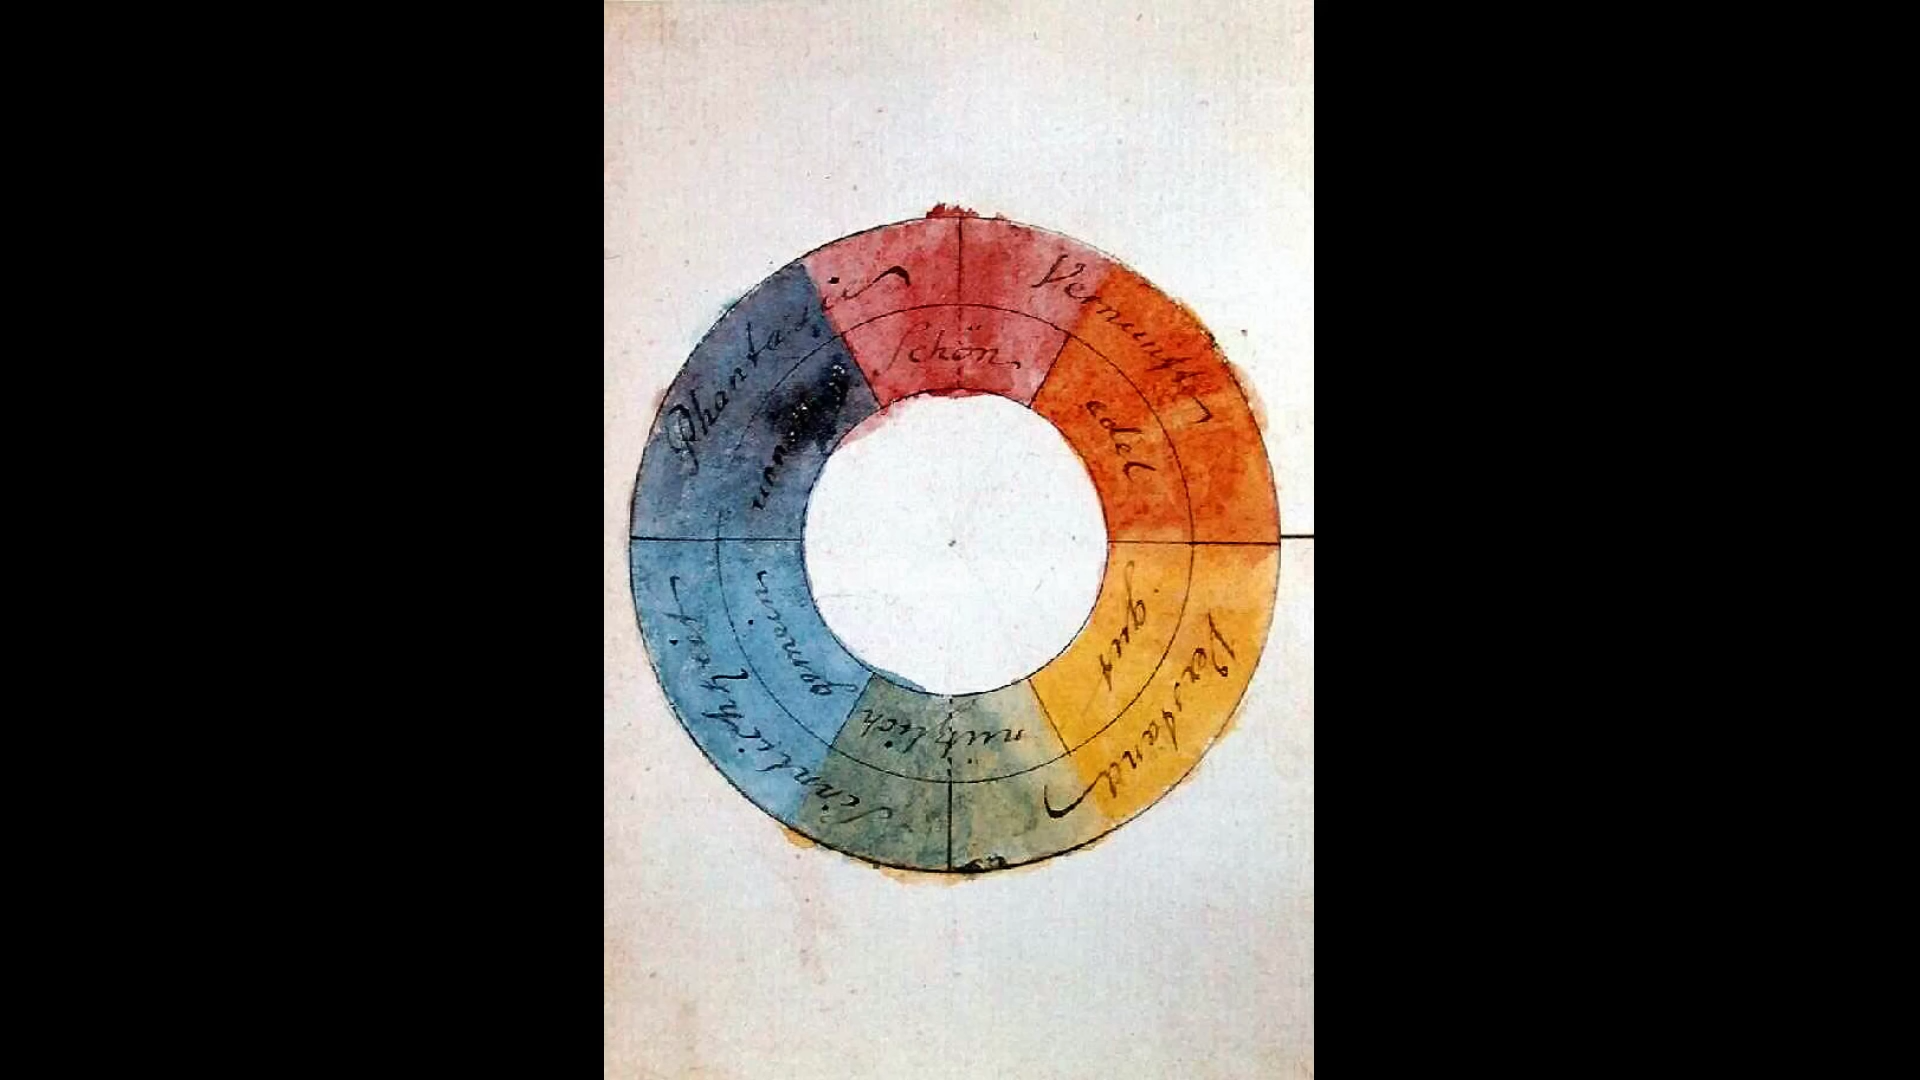 Phantasie
Vernunft
Verstand
Sinnlichkeit
schön
edel
gut
nützlich
gemein